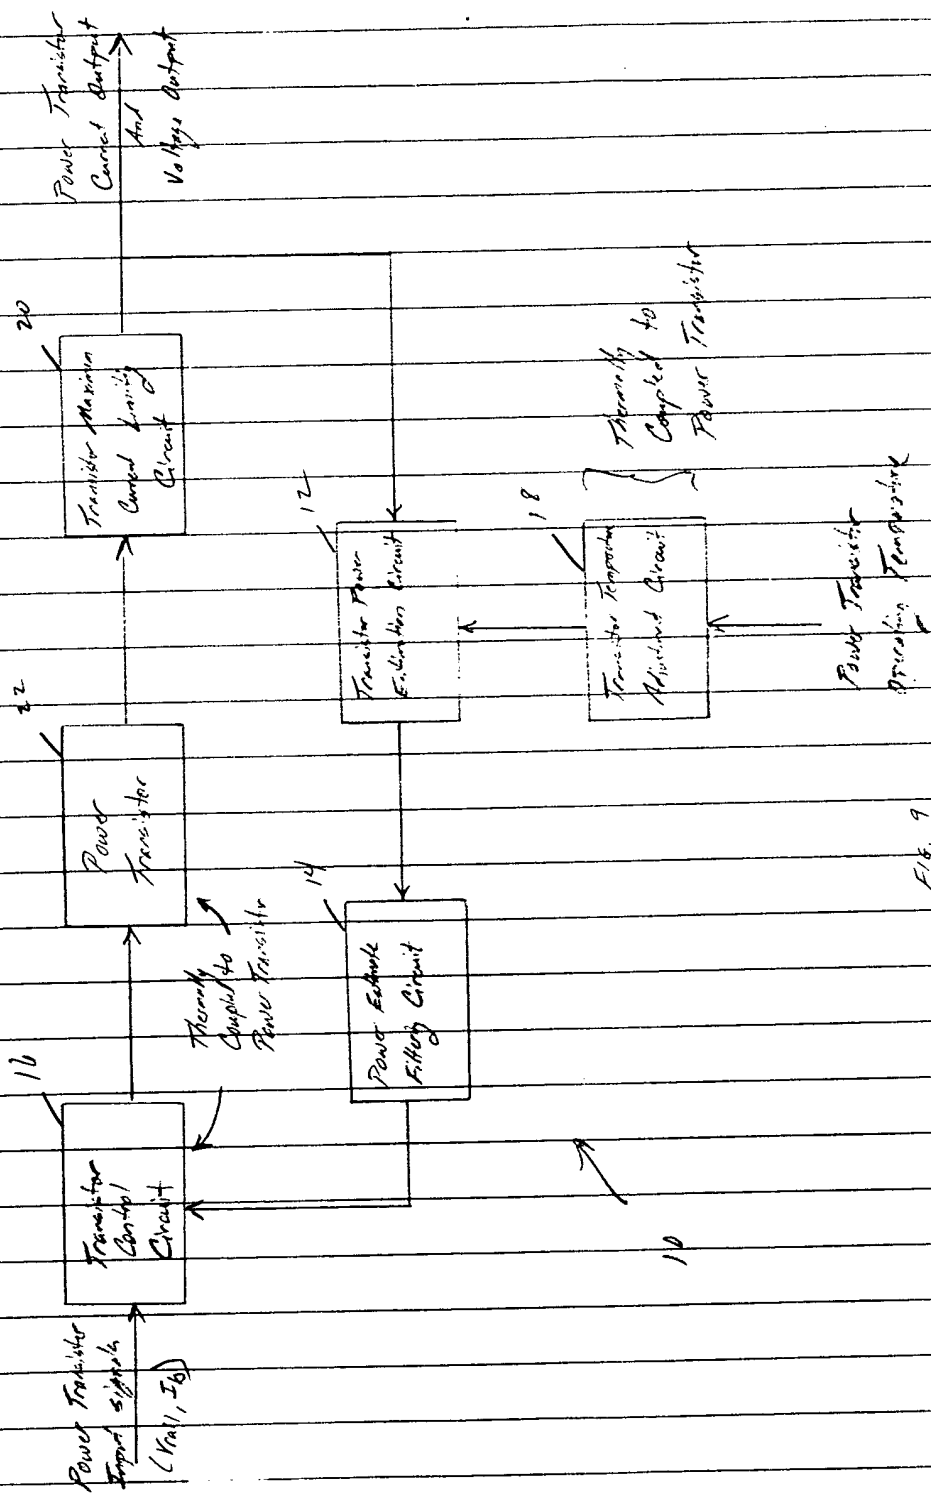 Power Transistor
Input Signals
(Vrail, Ib)
16
Transistor
Control
Circuit
Thermally
Coupled to
Power Transistor
22
Power
Transistor
20
Transistor Maximum
Current Limiting
Circuit
Power Transistor
Current Output
And
Voltage Output
14
Power Estimate
Filtering Circuit
12
Transistor Power
Estimation Circuit
18
Transistor Temperature
Adjustment Circuit
Thermally
Coupled to
Power Transistor
Power Transistor
Operating Temperature
10
FIG. 9